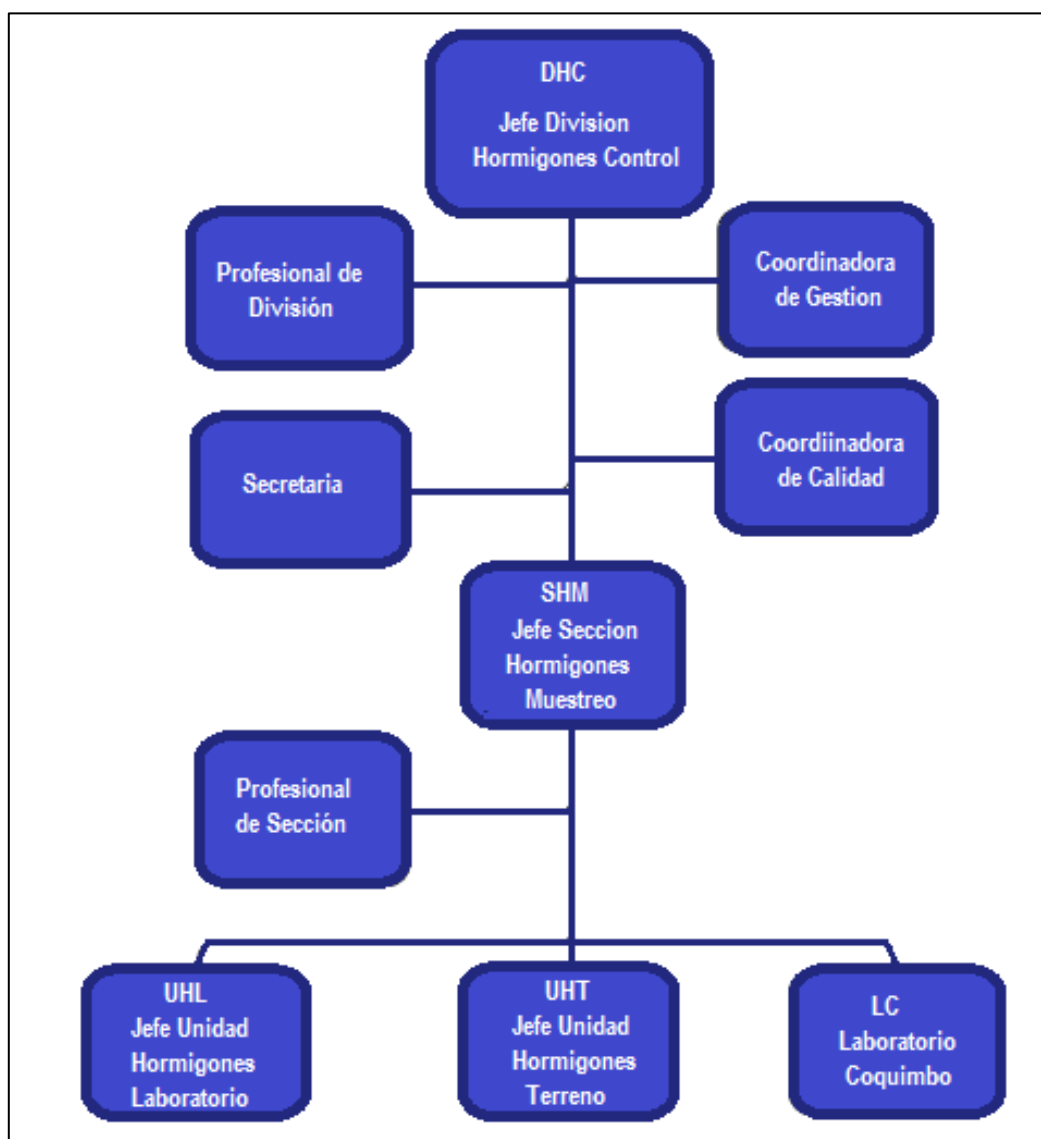 DHC
Jefe Division
Hormigones Control
Profesional de
División
Coordinadora
de Gestion
Secretaria
Coordiinadora
de Calidad
SHM
Jefe Seccion
Hormigones
Muestreo
Profesional
de Sección
UHL
Jefe Unidad
Hormigones
Laboratorio
UHT
Jefe Unidad
Hormigones
Terreno
LC
Laboratorio
Coquimbo